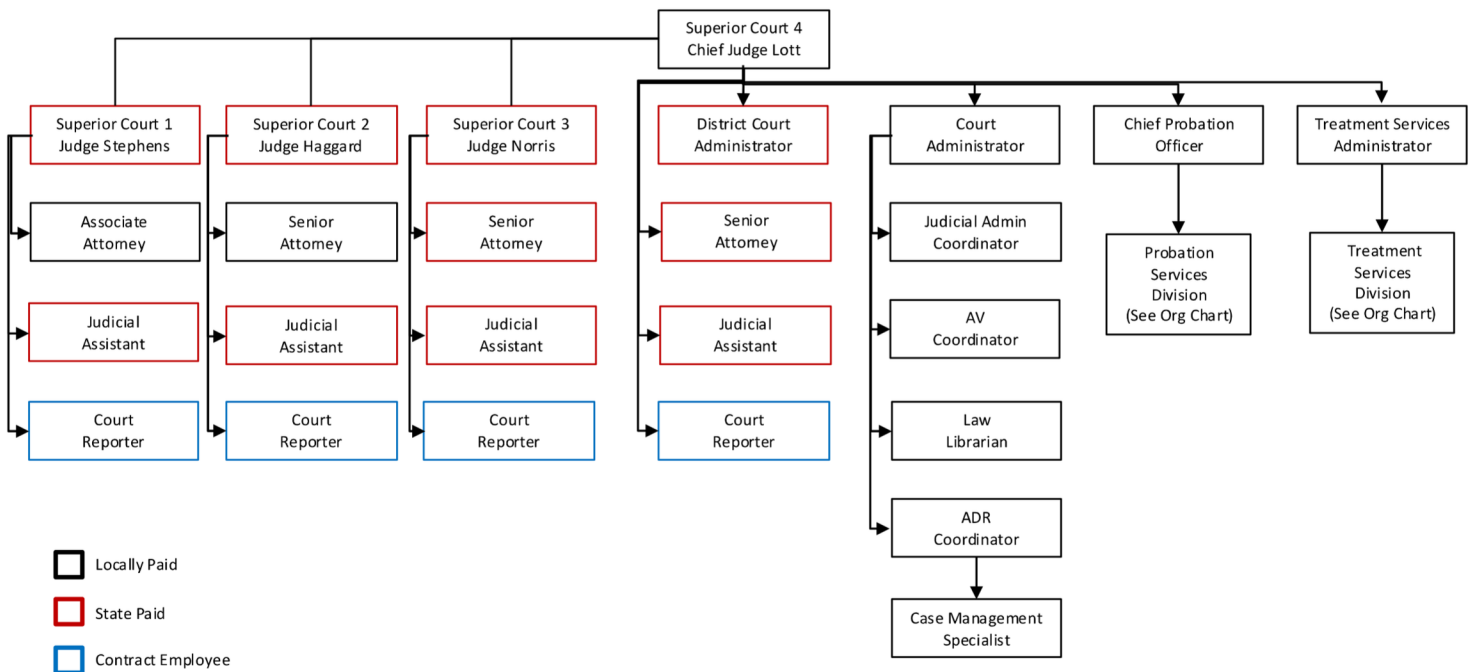 Superior Court 4
Chief Judge Lott
Superior Court 1
Judge Stephens
Superior Court 2
Judge Haggard
Superior Court 3
Judge Norris
District Court
Administrator
Court
Administrator
Chief Probation
Officer
Treatment Services
Administrator
Associate
Attorney
Senior
Attorney
Senior
Attorney
Senior
Attorney
Judicial Admin
Coordinator
Probation
Services
Division
(See Org Chart)
Treatment
Services
Division
(See Org Chart)
Judicial
Assistant
Judicial
Assistant
Judicial
Assistant
Judicial
Assistant
AV
Coordinator
Court
Reporter
Court
Reporter
Court
Reporter
Court
Reporter
Law
Librarian
ADR
Coordinator
Case Management
Specialist
Locally Paid
State Paid
Contract Employee